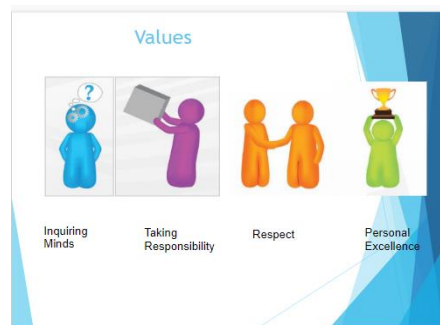 Values
?
Inquiring
Minds
Taking
Responsibility
Respect
Personal
Excellence